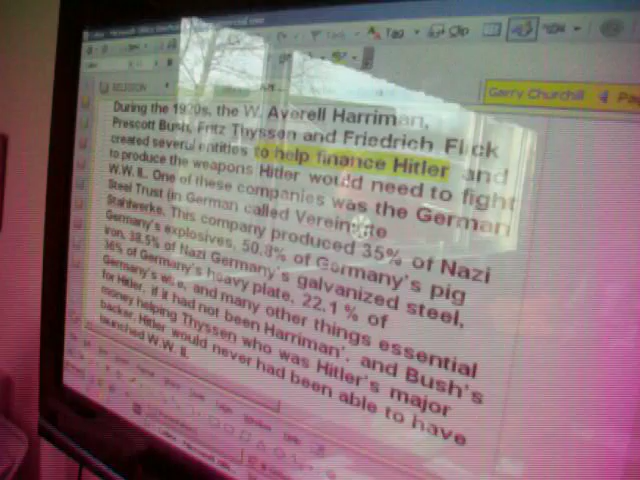 Tag Clip
RELIGION
Garry Churchill
During the 1920s, the W. Averell Harriman,
Prescott Bush, Fritz Thyssen and Friedrich Flick
created several entities to help finance Hitler and
to produce the weapons Hitler would need to fight
W.W. II. One of these companies was the German
Steel Trust (in German called Verein
Stahlwerke. This company produced 35% of Nazi
Germany's explosives, 50.8% of Germany's pig
iron, 38.5% of Nazi Germany's galvanized steel,
36% of Germany's heavy plate, 22.1 % of
Germany's and many other things essential
for Hitler, if it had not been Harriman', and Bush's
money helping Thyssen who was Hitler's major
backer, Hitler would never had been able to have
launched W.W. II.